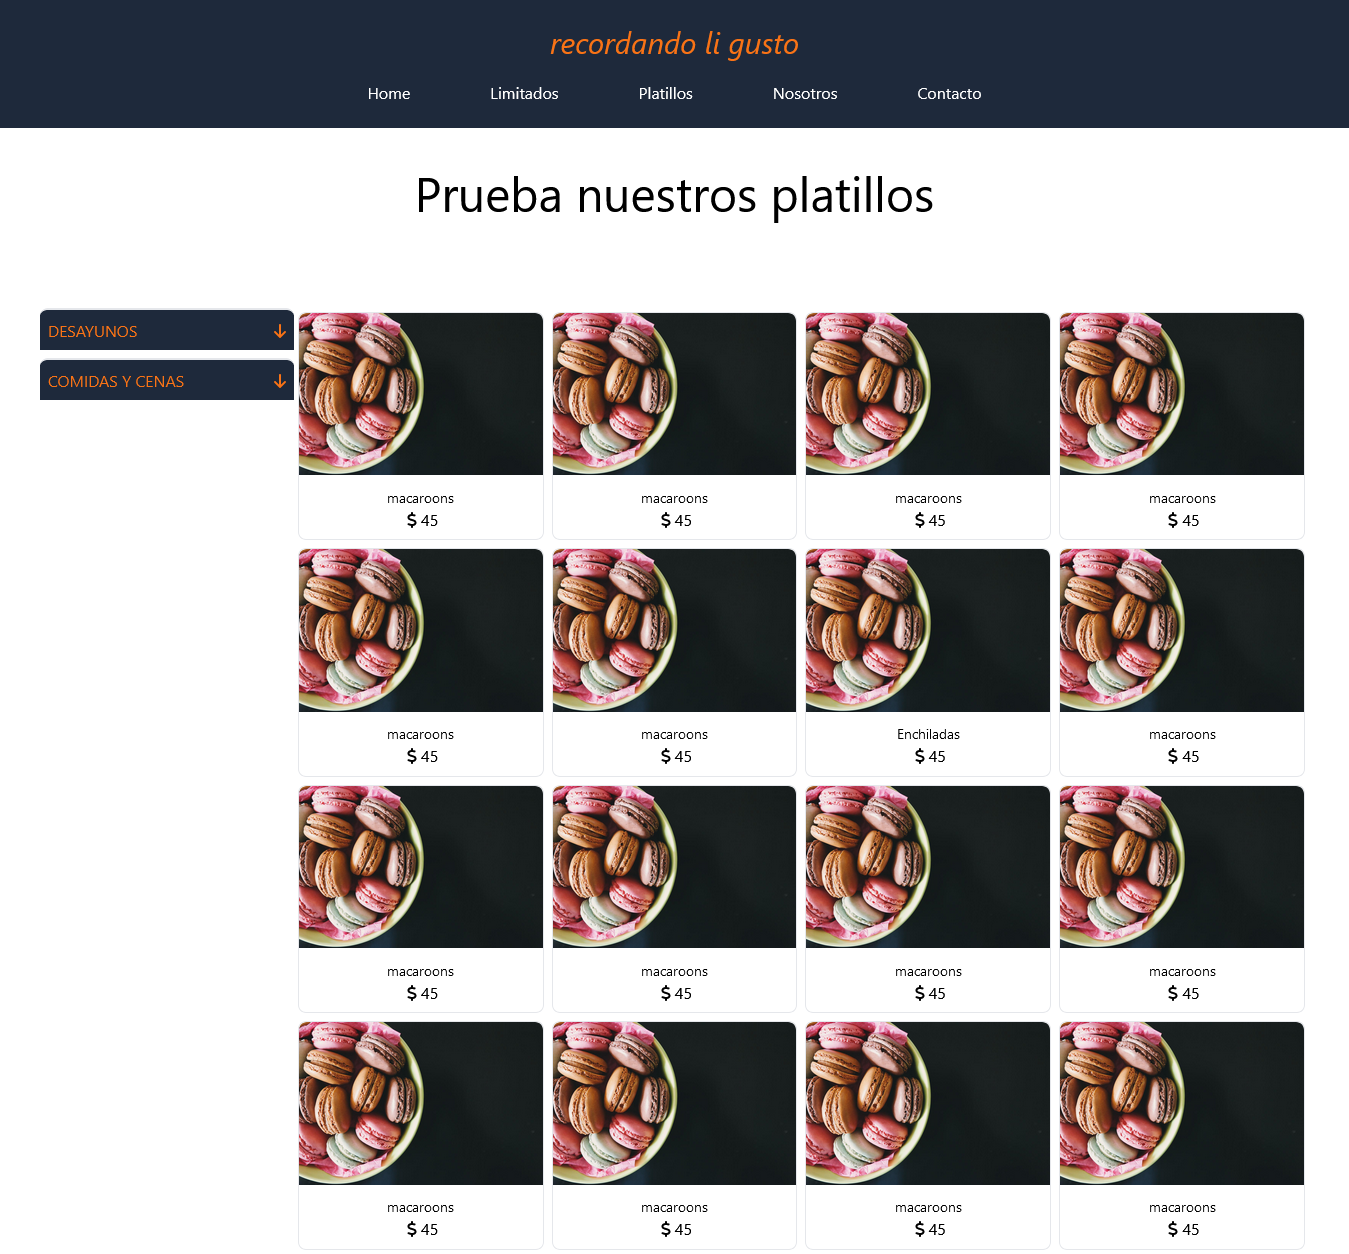 recordando li gusto
Home Limitados Platillos Nosotros Contacto
Prueba nuestros platillos
DESAYUNOS
COMIDAS Y CENAS
macaroons macaroons macaroons macaroons
$ 45 $ 45 $ 45 $ 45
macaroons macaroons Enchiladas macaroons
$ 45 $ 45 $ 45 $ 45
macaroons macaroons macaroons macaroons
$ 45 $ 45 $ 45 $ 45
macaroons macaroons macaroons macaroons
$ 45 $ 45 $ 45 $ 45